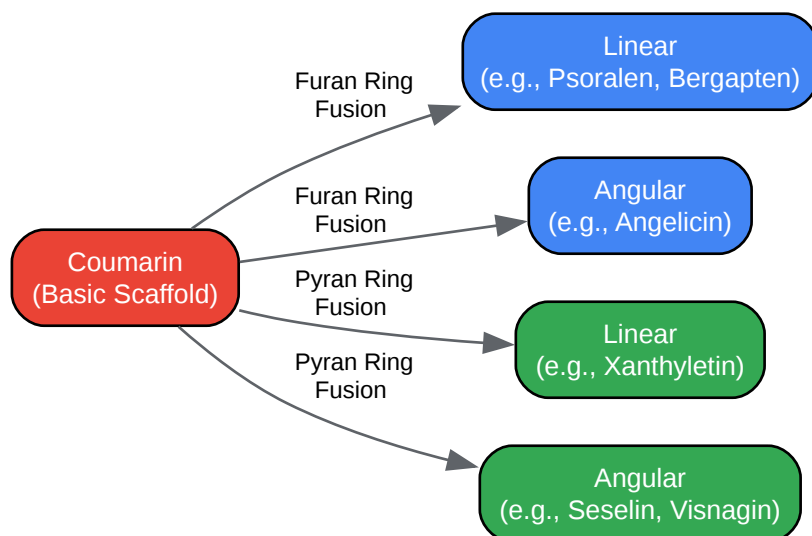 Linear
(e.g., Psoralen, Bergapten)
Furan Ring
Fusion
Furan Ring
Fusion
Angular
(e.g., Angelicin)
Coumarin
(Basic Scaffold)
Pyran Ring
Fusion
Linear
(e.g., Xanthyletin)
Pyran Ring
Fusion
Angular
(e.g., Seselin, Visnagin)